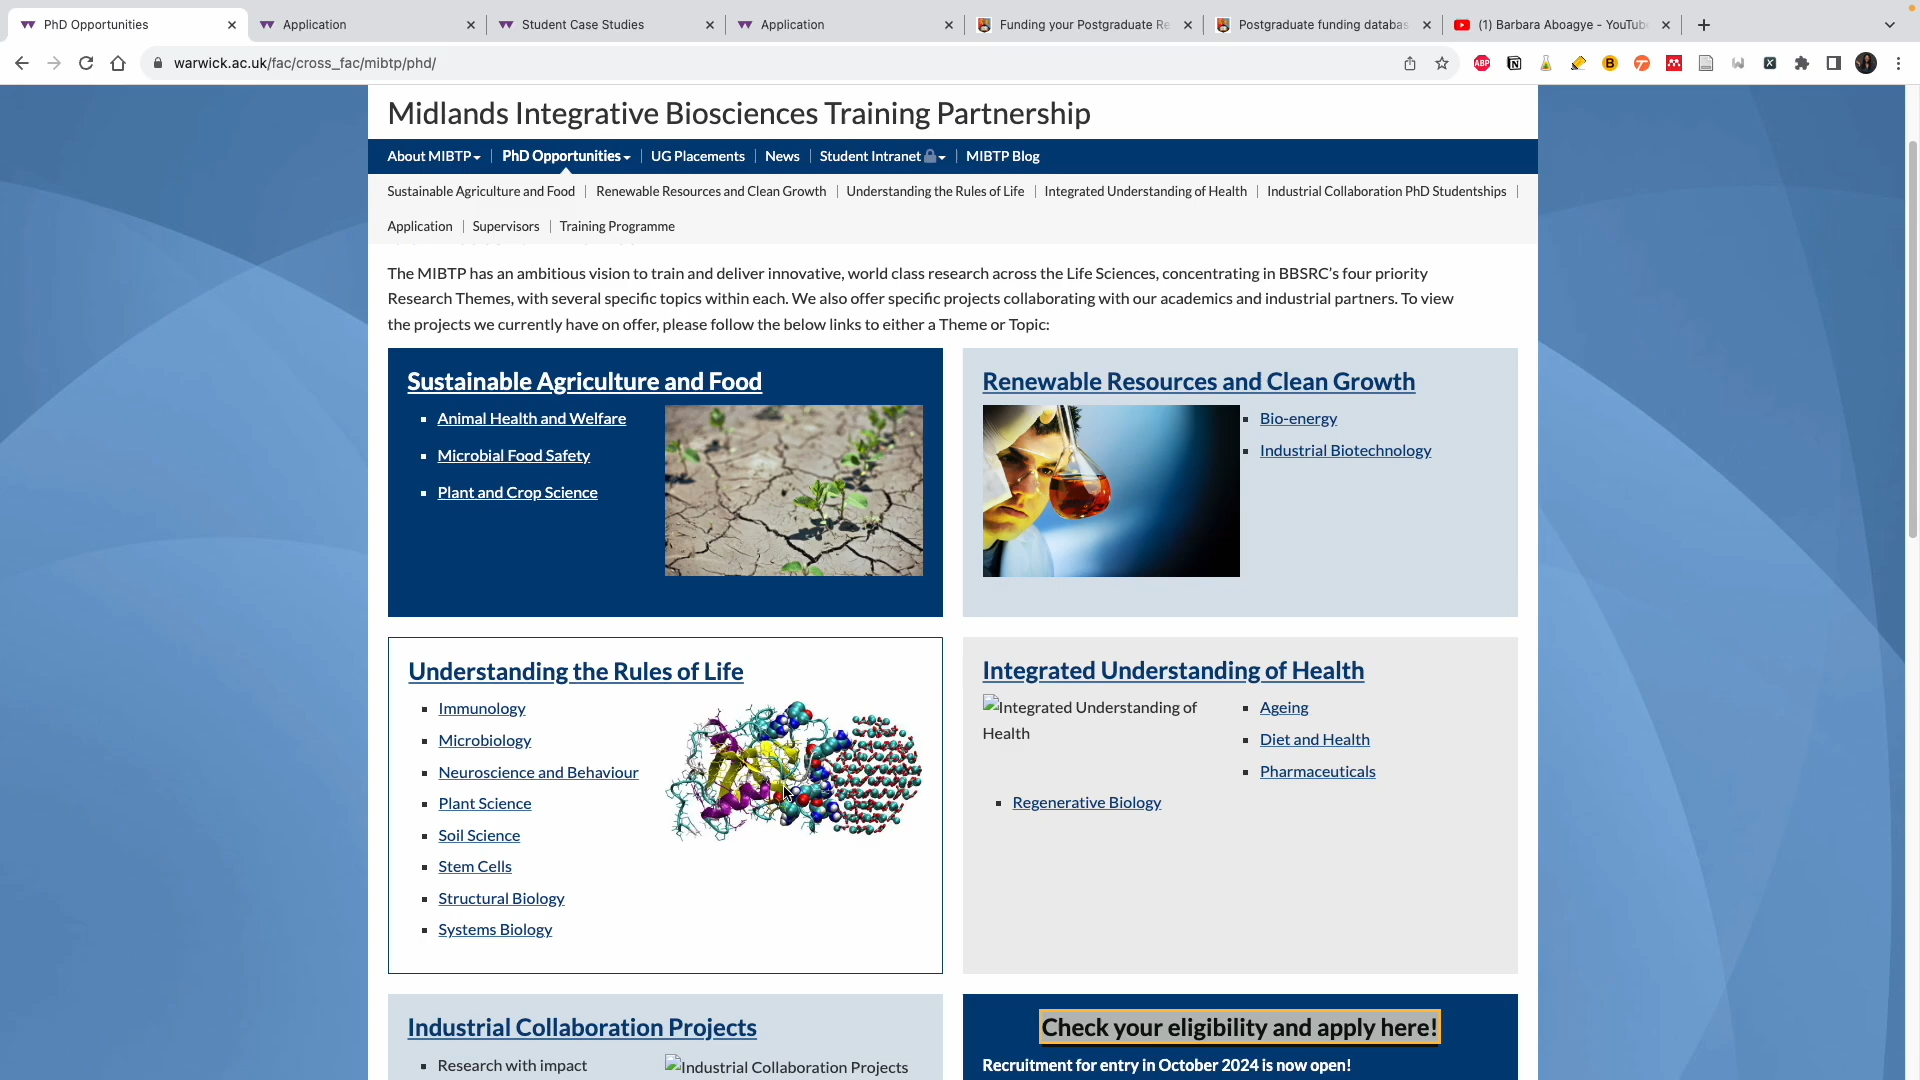 PhD Opportunities
Application
Student Case Studies
Application
Funding your Postgraduate Re
Postgraduate funding databas
(1) Barbara Aboagye - YouTube
warwick.ac.uk/fac/cross_fac/mibtp/phd/
ABP
Midlands Integrative Biosciences Training Partnership
About MIBTP
PhD Opportunities
UG Placements
News
Student Intranet
MIBTP Blog
Sustainable Agriculture and Food
Renewable Resources and Clean Growth
Understanding the Rules of Life
Integrated Understanding of Health
Industrial Collaboration PhD Studentships
Application
Supervisors
Training Programme
The MIBTP has an ambitious vision to train and deliver innovative, world class research across the Life Sciences, concentrating in BBSRC's four priority
Research Themes, with several specific topics within each. We also offer specific projects collaborating with our academics and industrial partners. To view
the projects we currently have on offer, please follow the below links to either a Theme or Topic:
Sustainable Agriculture and Food
Animal Health and Welfare
Microbial Food Safety
Plant and Crop Science
Renewable Resources and Clean Growth
Bio-energy
Industrial Biotechnology
Understanding the Rules of Life
Immunology
Microbiology
Neuroscience and Behaviour
Plant Science
Soil Science
Stem Cells
Structural Biology
Systems Biology
Integrated Understanding of Health
Integrated Understanding of
Health
Ageing
Diet and Health
Pharmaceuticals
Regenerative Biology
Industrial Collaboration Projects
Research with impact
Industrial Collaboration Projects
Check your eligibility and apply here!
Recruitment for entry in October 2024 is now open!